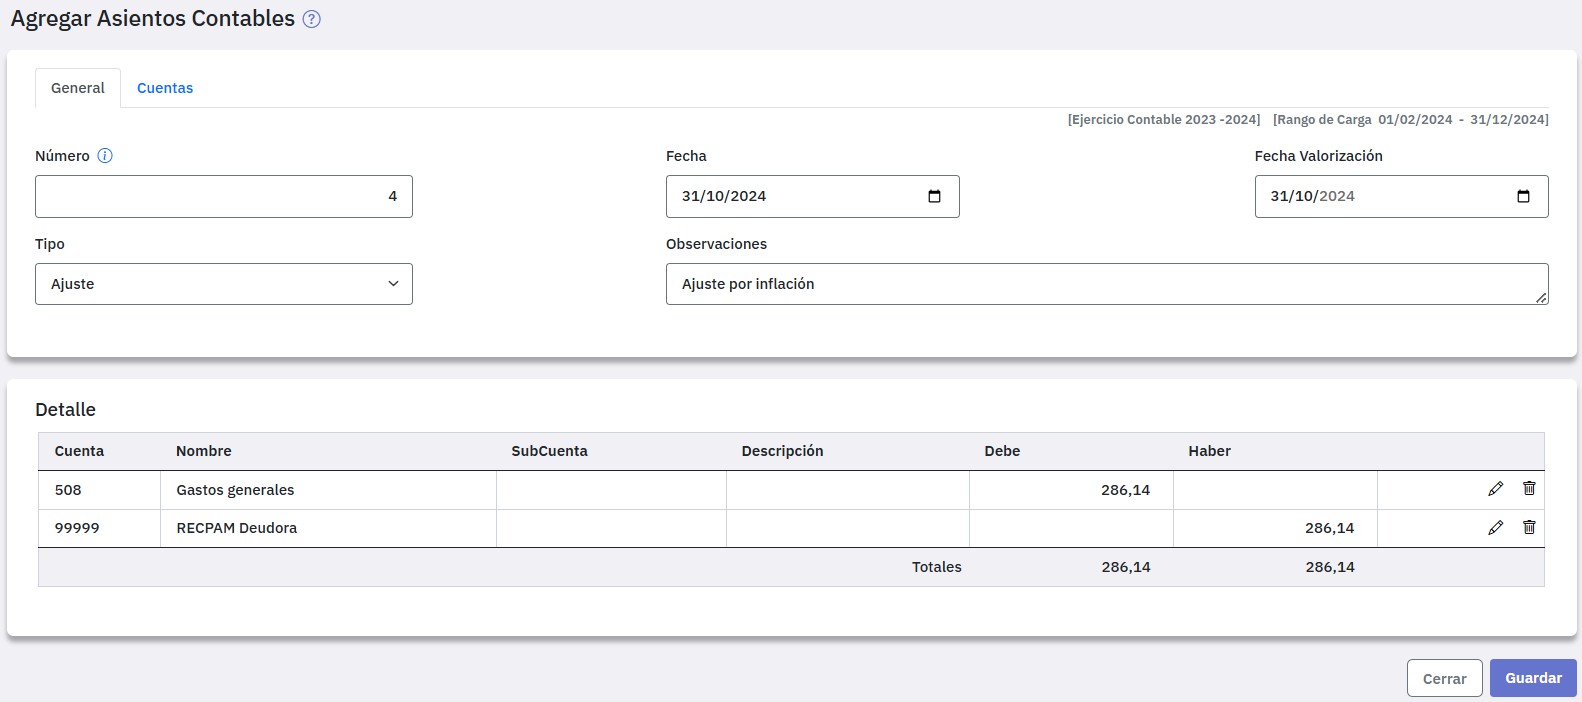 Agregar Asientos Contables
General Cuentas
[Ejercicio Contable 2023 -2024] [Rango de Carga 01/02/2024 - 31/12/2024]
Número Fecha Fecha Valorización
4 31/10/2024 31/10/2024
Tipo Observaciones
Ajuste Ajuste por inflación
Detalle
Cuenta Nombre SubCuenta Descripción Debe Haber
508 Gastos generales 286,14
99999 RECPAM Deudora 286,14
Totales 286,14 286,14
Cerrar Guardar